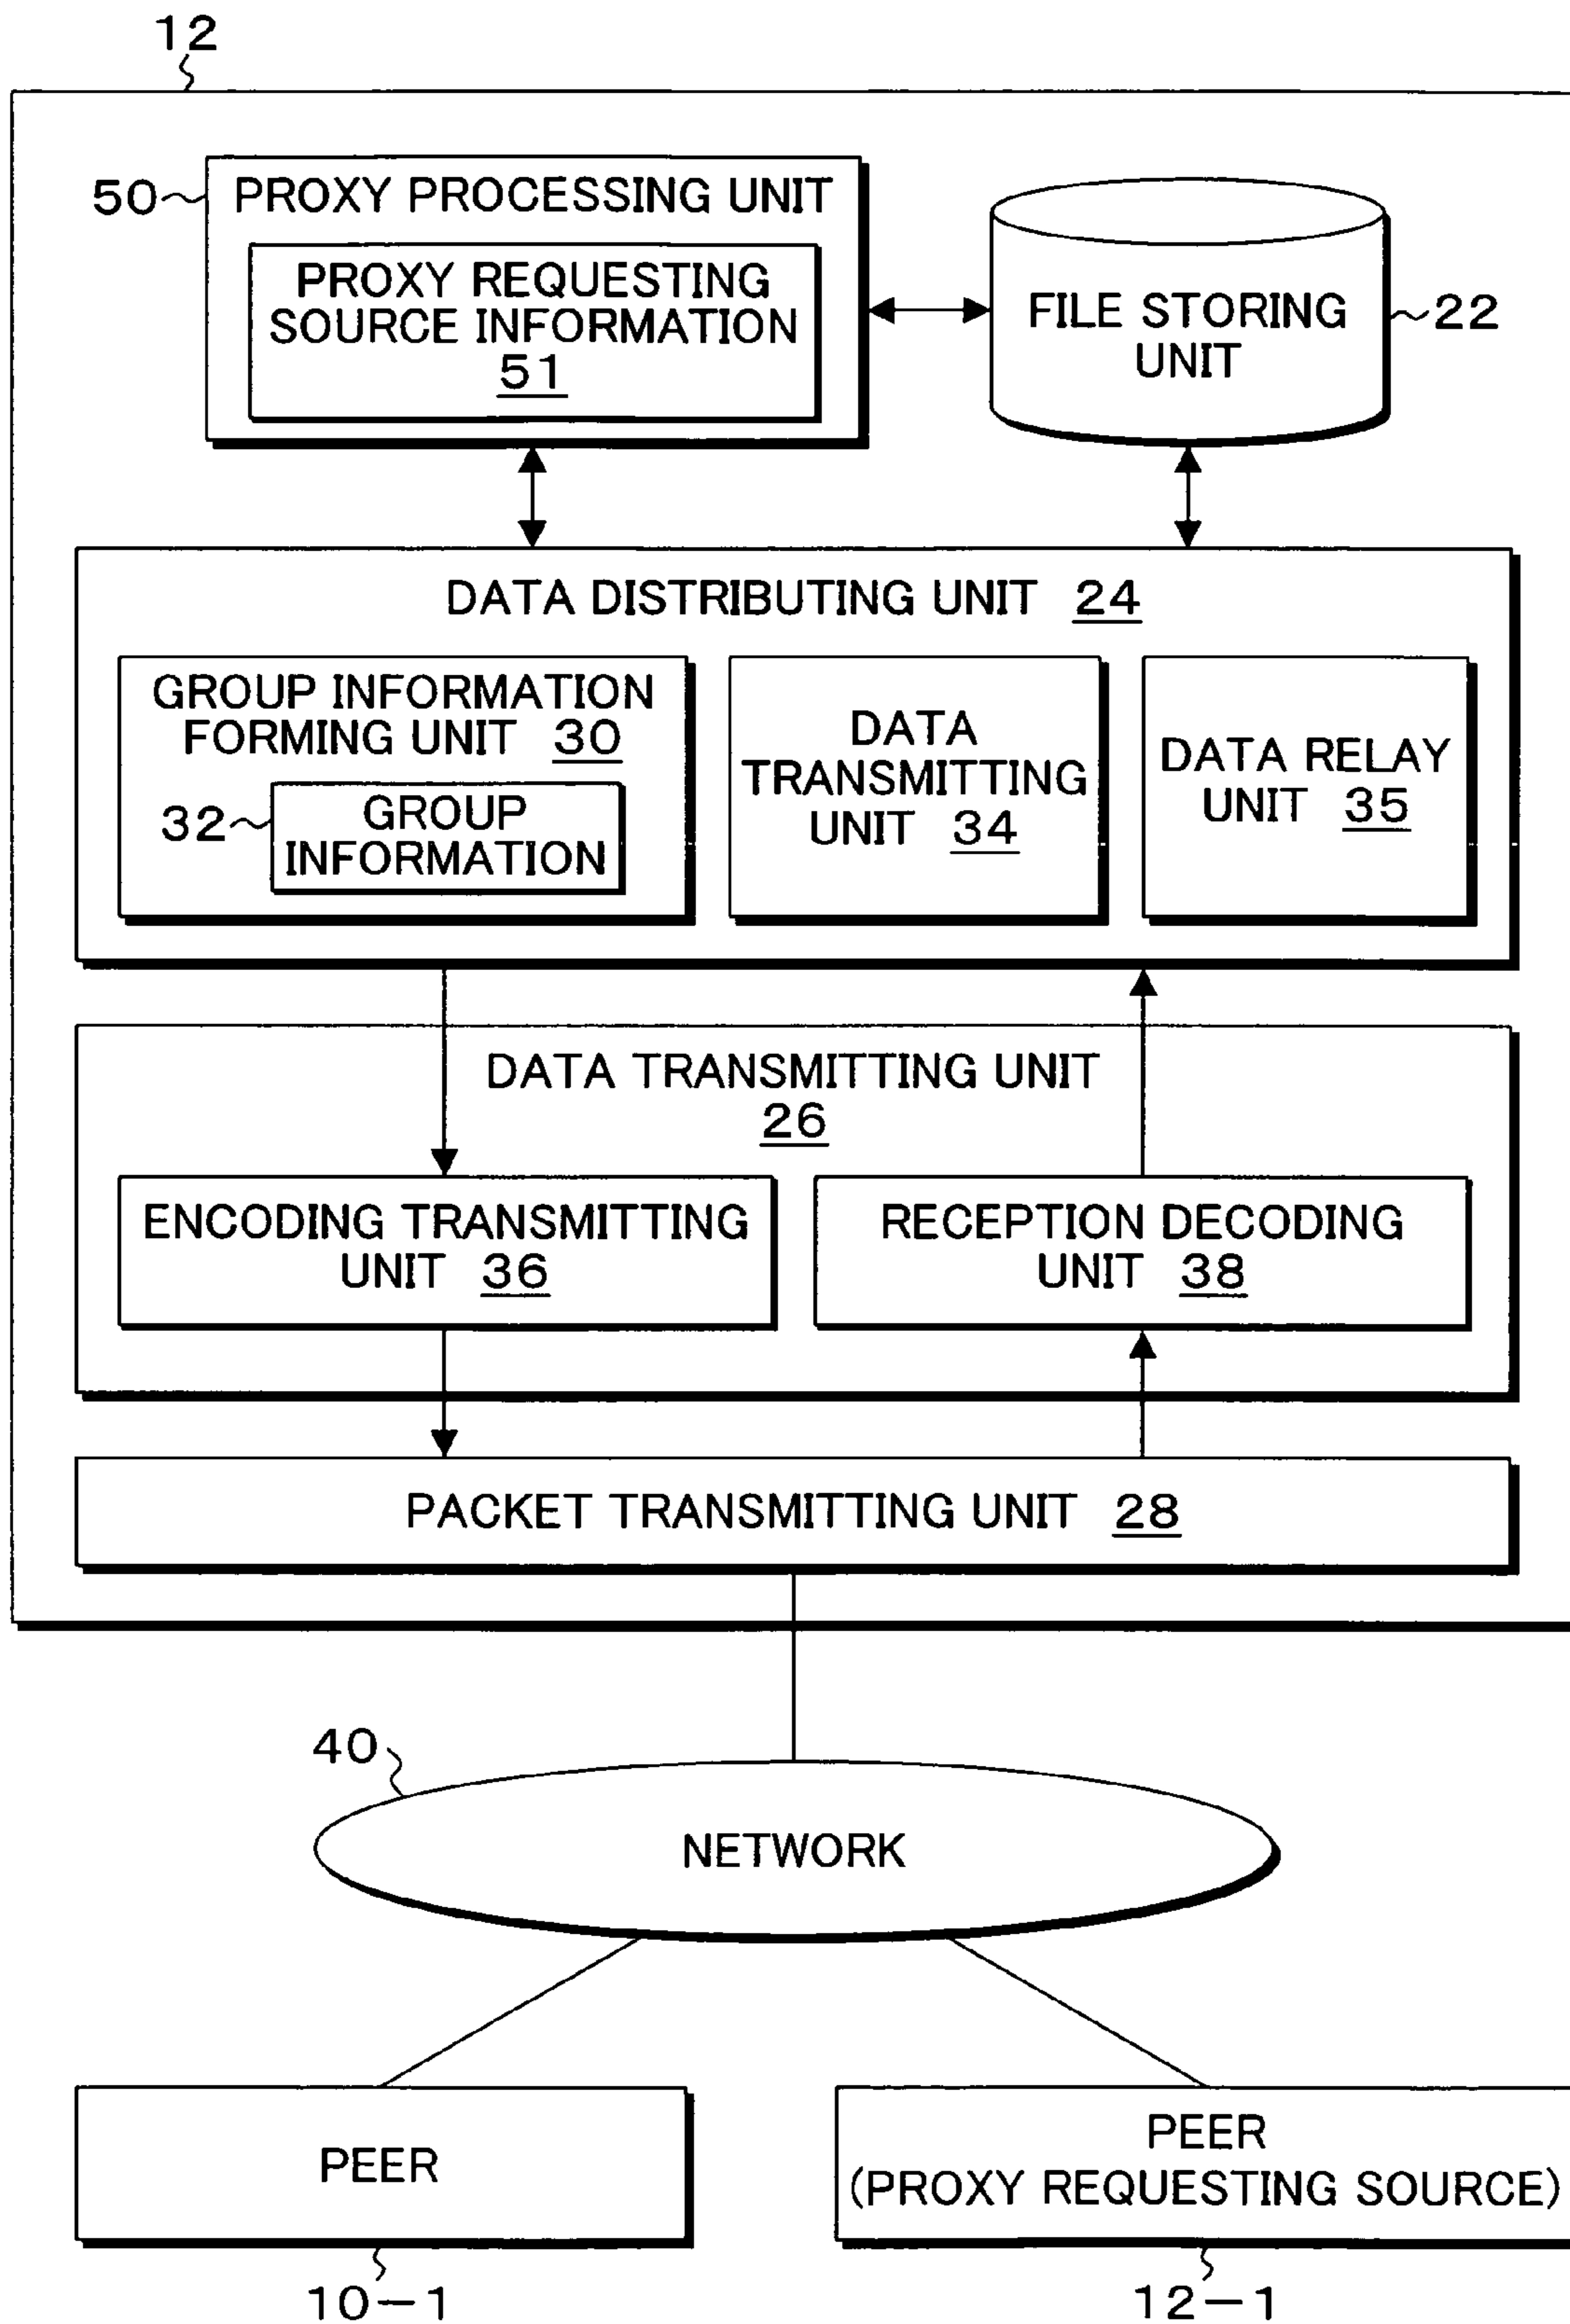 12
50
PROXY PROCESSING UNIT
PROXY REQUESTING
SOURCE INFORMATION
51
FILE STORING
UNIT
22
DATA DISTRIBUTING UNIT 24
GROUP INFORMATION
FORMING UNIT 30
32
GROUP
INFORMATION
DATA
TRANSMITTING
UNIT 34
DATA RELAY
UNIT 35
DATA TRANSMITTING UNIT
26
ENCODING TRANSMITTING
UNIT 36
RECEPTION DECODING
UNIT 38
PACKET TRANSMITTING UNIT 28
40
NETWORK
PEER
10-1
PEER
(PROXY REQUESTING SOURCE)
12-1